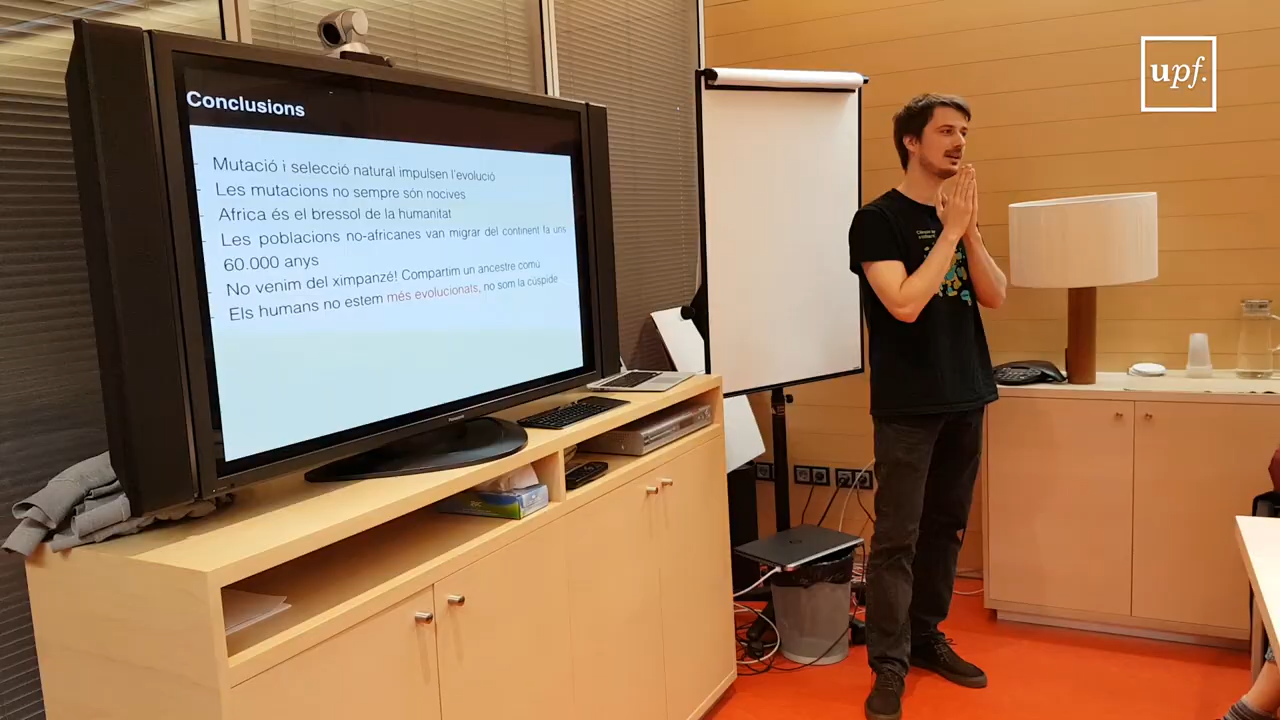 upf.
Conclusions
- Mutació i selecció natural impulsen l'evolució
- Les mutacions no sempre són nocives
- Africa és el bressol de la humanitat
- Les poblacions no-africanes van migrar del continent fa uns
60.000 anys
- No venim del ximpanzé! Compartim un ancestre comú
- Els humans no estem més evolucionats, no som la cúspide
Panasonic